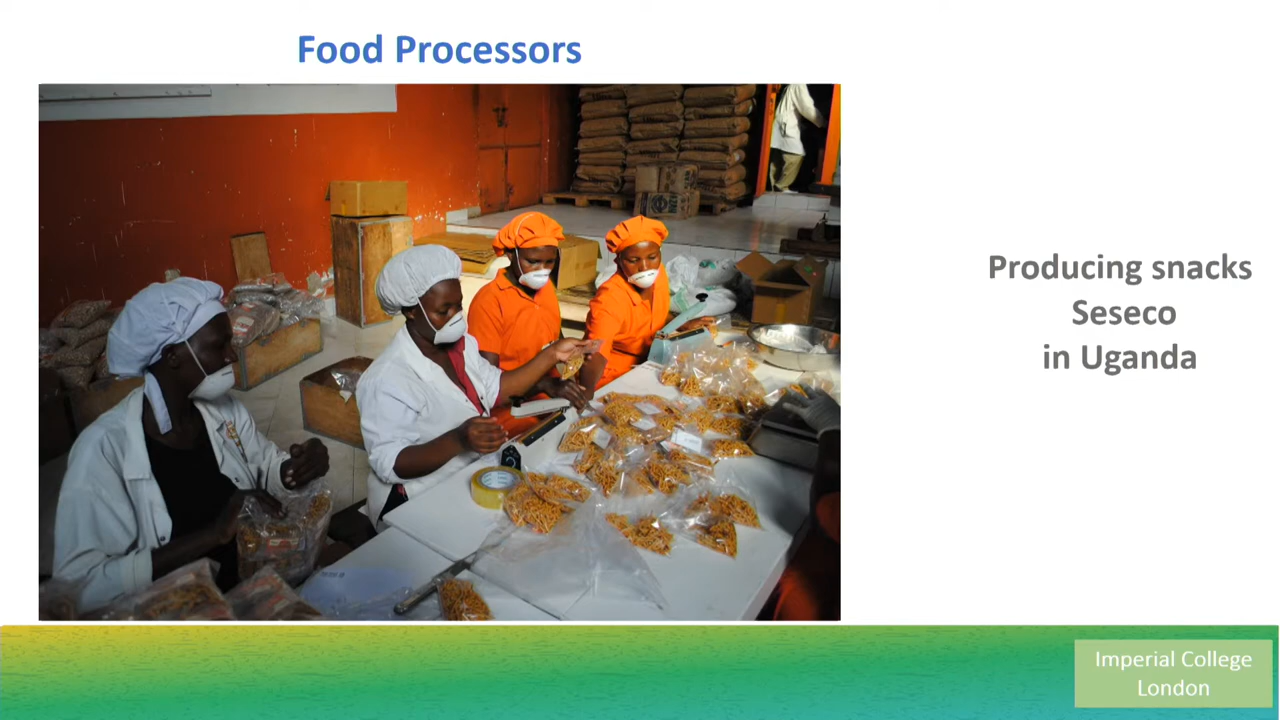 Food Processors
Producing snacks
Seseco
in Uganda
Imperial College
London